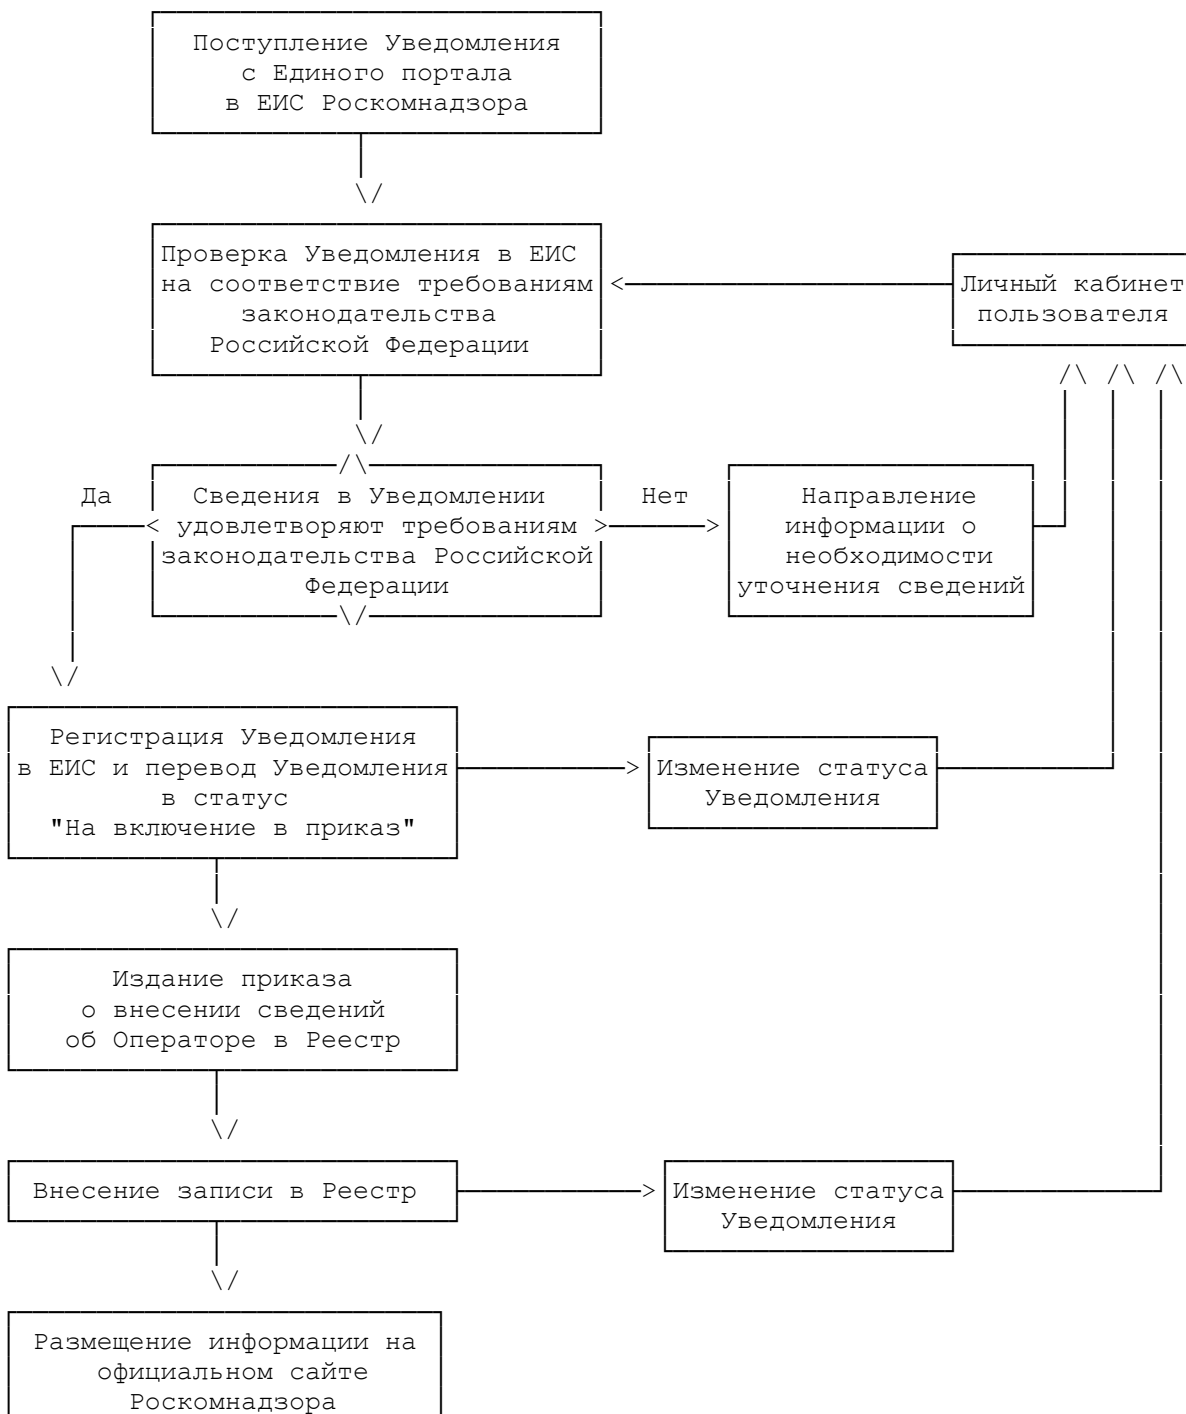 Поступление Уведомления
с Единого портала
в ЕИС Роскомнадзора
Проверка Уведомления в ЕИС
на соответствие требованиям
законодательства
Российской Федерации
Личный кабинет
пользователя
Да
Сведения в Уведомлении
удовлетворяют требованиям
законодательства Российской
Федерации
Нет
Направление
информации о
необходимости
уточнения сведений
Регистрация Уведомления
в ЕИС и перевод Уведомления
в статус
"На включение в приказ"
Изменение статуса
Уведомления
Издание приказа
о внесении сведений
об Операторе в Реестр
Внесение записи в Реестр
Изменение статуса
Уведомления
Размещение информации на
официальном сайте
Роскомнадзора